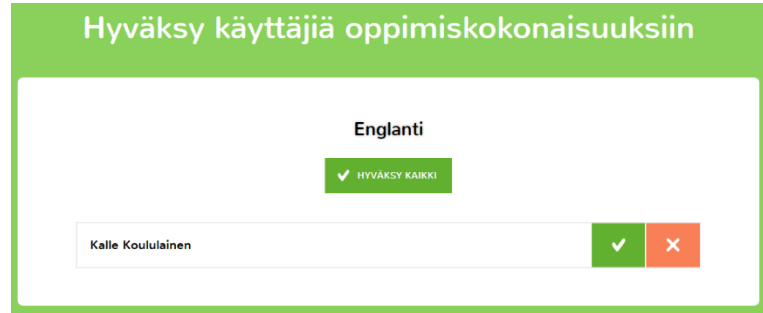 Hyväksy käyttäjiä oppimiskokonaisuuksiin
Englanti
HYVÄKSY KAIKKI
Kalle Koululainen